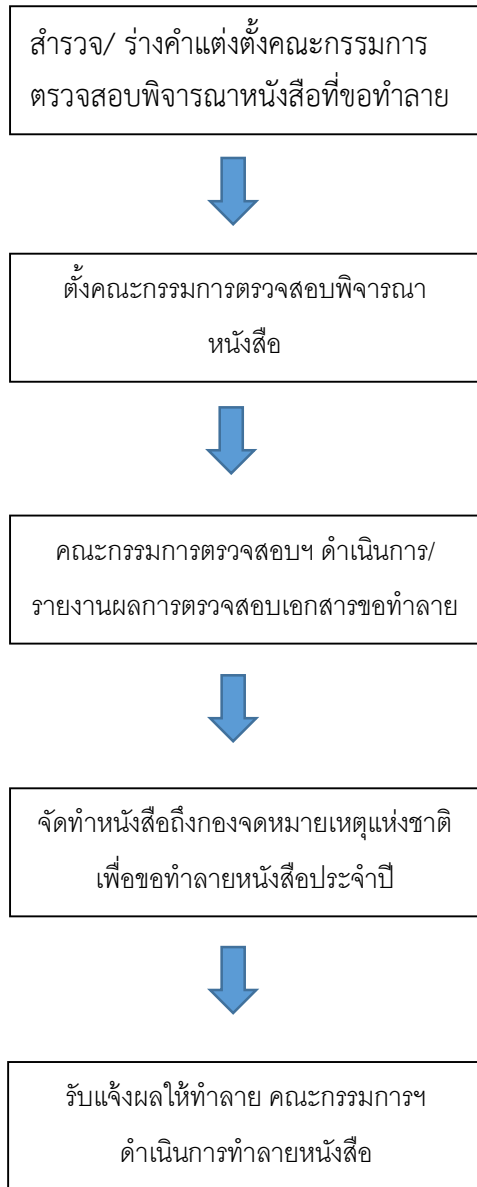 สำรวจ/ ร่างคำแต่งตั้งคณะกรรมการ
ตรวจสอบพิจารณาหนังสือที่ขอทำลาย
ตั้งคณะกรรมการตรวจสอบพิจารณา
หนังสือ
คณะกรรมการตรวจสอบฯ ดำเนินการ/
รายงานผลการตรวจสอบเอกสารขอทำลาย
จัดทำหนังสือถึงกองจดหมายเหตุแห่งชาติ
เพื่อขอทำลายหนังสือประจำปี
รับแจ้งผลให้ทำลาย คณะกรรมการฯ
ดำเนินการทำลายหนังสือ